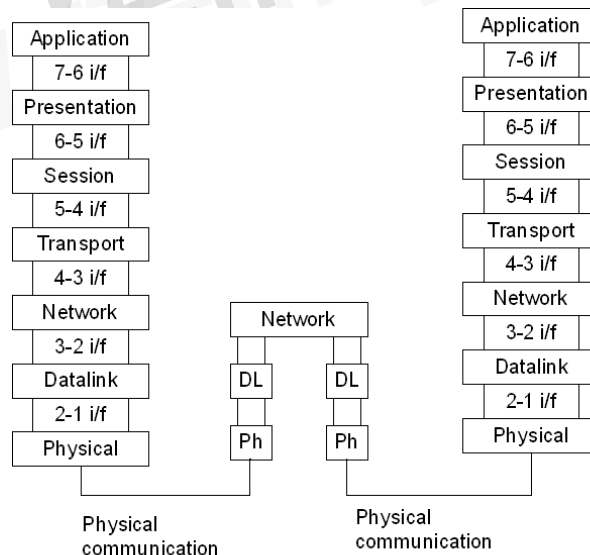 Application
7-6 i/f
Presentation
6-5 i/f
Session
5-4 i/f
Transport
4-3 i/f
Network
3-2 i/f
Datalink
2-1 i/f
Physical
Network
DL
DL
Ph
Ph
Application
7-6 i/f
Presentation
6-5 i/f
Session
5-4 i/f
Transport
4-3 i/f
Network
3-2 i/f
Datalink
2-1 i/f
Physical
Physical
communication
Physical
communication